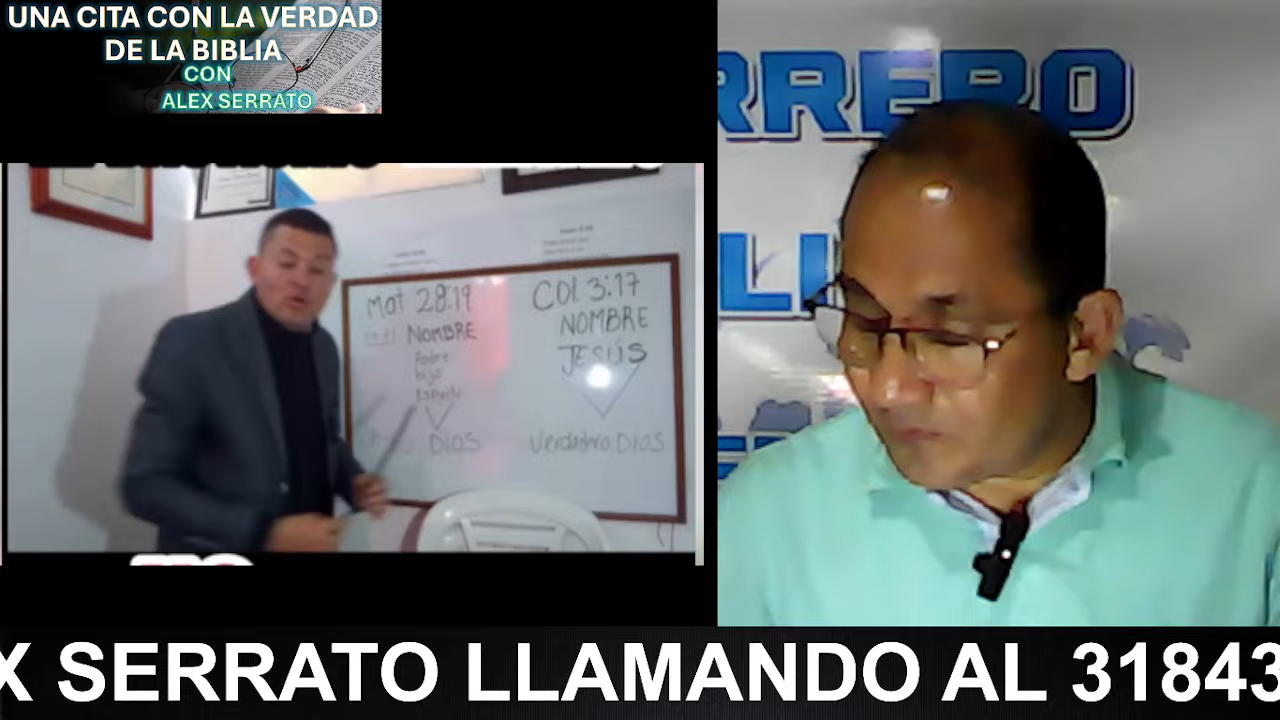 UNA CITA CON LA VERDAD
DE LA BIBLIA
CON
ALEX SERRATO
RRERO
LI
Mat 28:19
NOMBRE
Padre
hijo
Espiritu
DIOS
Col 3:17
NOMBRE
JESÚS
Verdadero DIOS
X SERRATO LLAMANDO AL 31843